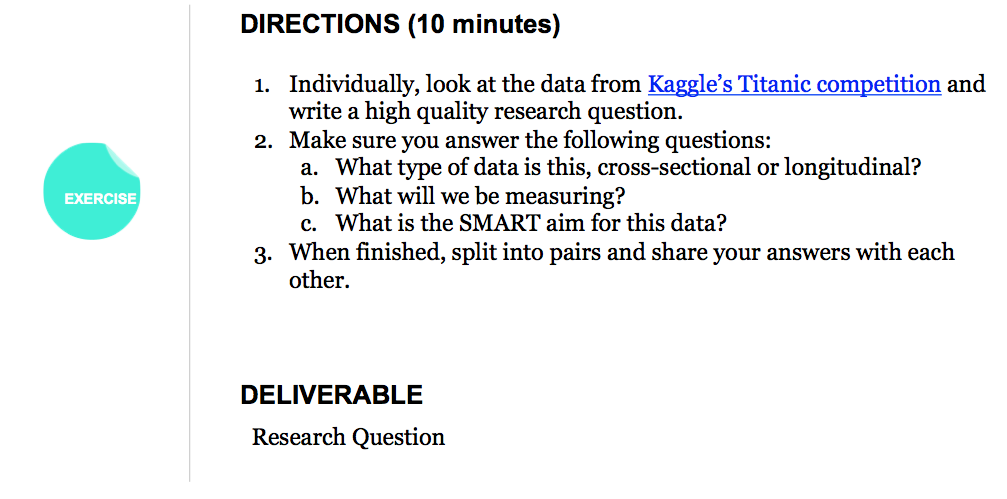 DIRECTIONS (10 minutes)
1. Individually, look at the data from Kaggle’s Titanic competition and
write a high quality research question.
2. Make sure you answer the following questions:
a. What type of data is this, cross-sectional or longitudinal?
b. What will we be measuring?
c. What is the SMART aim for this data?
3. When finished, split into pairs and share your answers with each
other.
EXERCISE
DELIVERABLE
Research Question